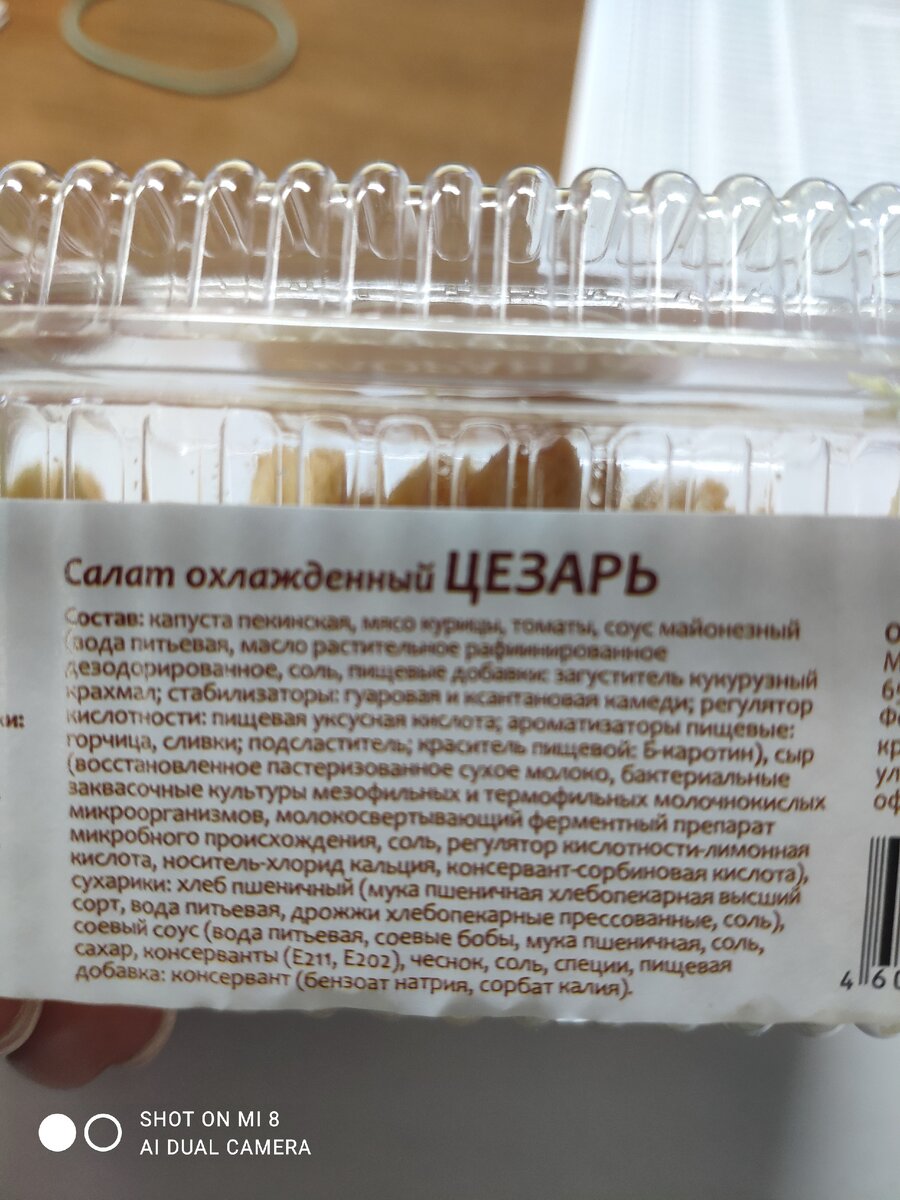 Салат охлажденный ЦЕЗАРЬ
Состав: капуста пекинская, мясо курицы, томаты, соус майонезный
(вода питьевая, масло растительное рафинированное
дезодорированное, соль, пищевые добавки: загуститель кукурузный
крахмал; стабилизаторы: гуаровая и ксантановая камеди; регулятор
кислотности: пищевая уксусная кислота; ароматизаторы пищевые:
горчица, сливки; подсластитель; краситель пищевой: Б-каротин), сыр
(восстановленное пастеризованное сухое молоко, бактериальные
заквасочные культуры мезофильных и термофильных молочнокислых
микроорганизмов, молокосвертывающий ферментный препарат
микробного происхождения, соль, регулятор кислотности-лимонная
кислота, носитель-хлорид кальция, консервант-сорбиновая кислота),
сухарики: хлеб пшеничный (мука пшеничная хлебопекарная высший
сорт, вода питьевая, дрожжи хлебопекарные прессованные, соль),
соевый соус (вода питьевая, соевые бобы, мука пшеничная, соль,
сахар, консерванты (Е211, Е202), чеснок, соль, специи, пищевая
добавка: консервант (бензоат натрия, сорбат калия).
SHOT ON MI 8
AI DUAL CAMERA